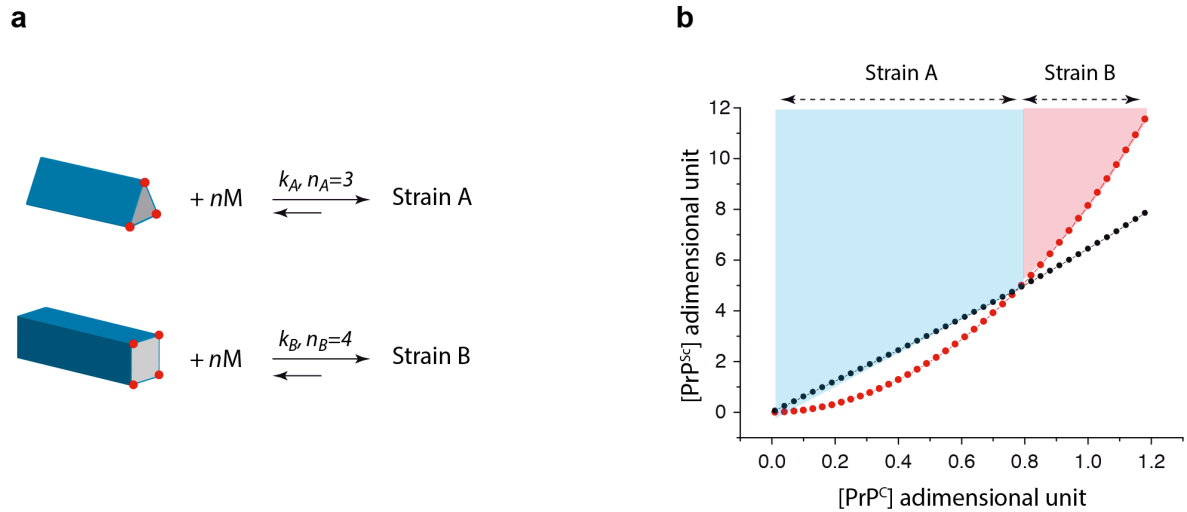 a
+ nM
kA, nA=3
Strain A
+ nM
kB, nB=4
Strain B
b
Strain A
Strain B
[PrPSc] adimensional unit
12
10
8
6
4
2
0
0.0 0.2 0.4 0.6 0.8 1.0 1.2
[PrPC] adimensional unit